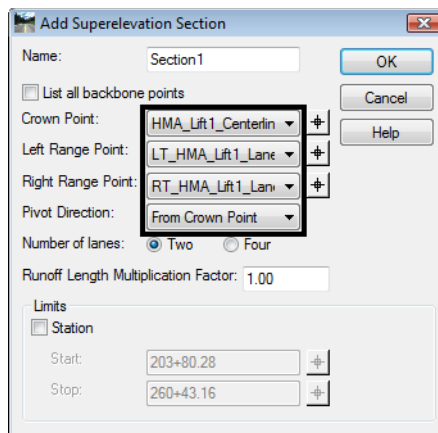 Add Superelevation Section
Name: Section1 OK
List all backbone points Cancel
Crown Point: HMA_Lift1_Centerlin Help
Left Range Point: LT_HMA_Lift1_Lane
Right Range Point: RT_HMA_Lift1_Lan
Pivot Direction: From Crown Point
Number of lanes: Two Four
Runoff Length Multiplication Factor: 1.00
Limits
Station
Start: 203+80.28
Stop: 260+43.16